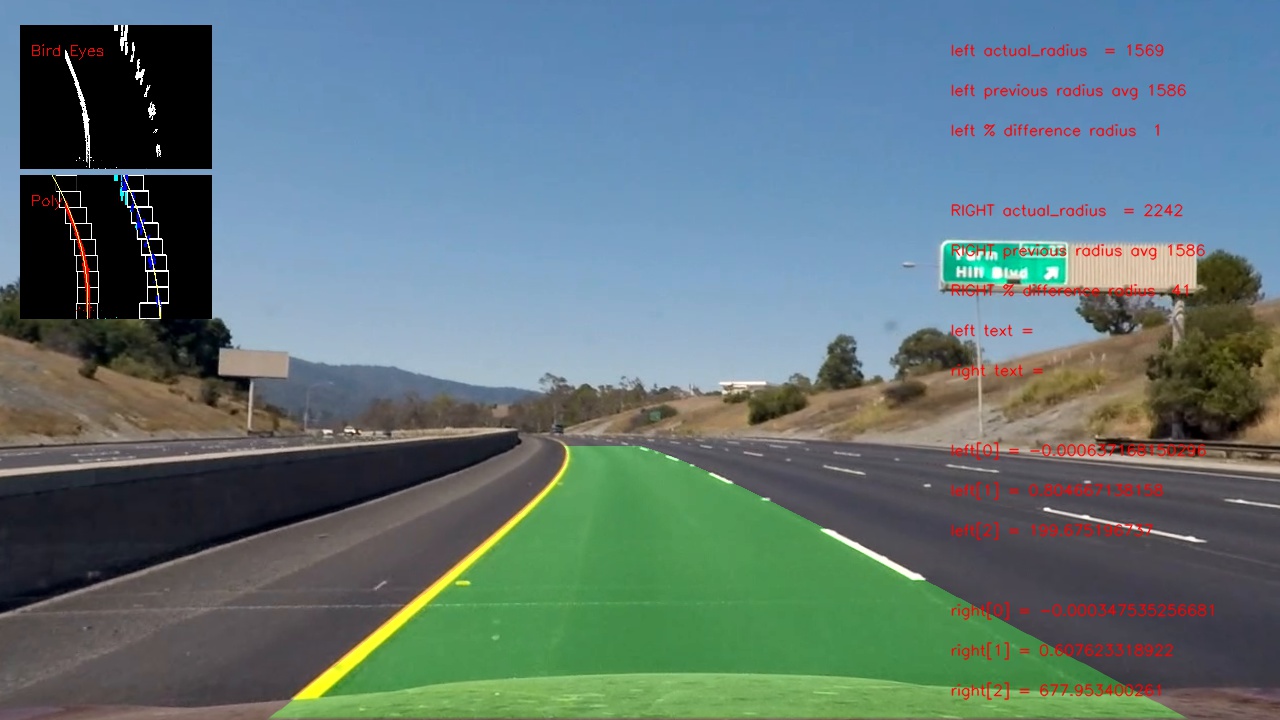 Bird Eyes
Poly
left actual_radius = 1569
left previous radius avg 1586
left % difference radius 1
RIGHT actual_radius = 2242
RIGHT previous radius avg 1586
Farm
Hill Blvd
RIGHT % difference radius 41
left text =
right text =
left[0] = -0.000637168150296
left[1] = 0.804667138158
left[2] = 199.675196737
right[0] = -0.000347535256681
right[1] = 0.607623318922
right[2] = 677.953400261